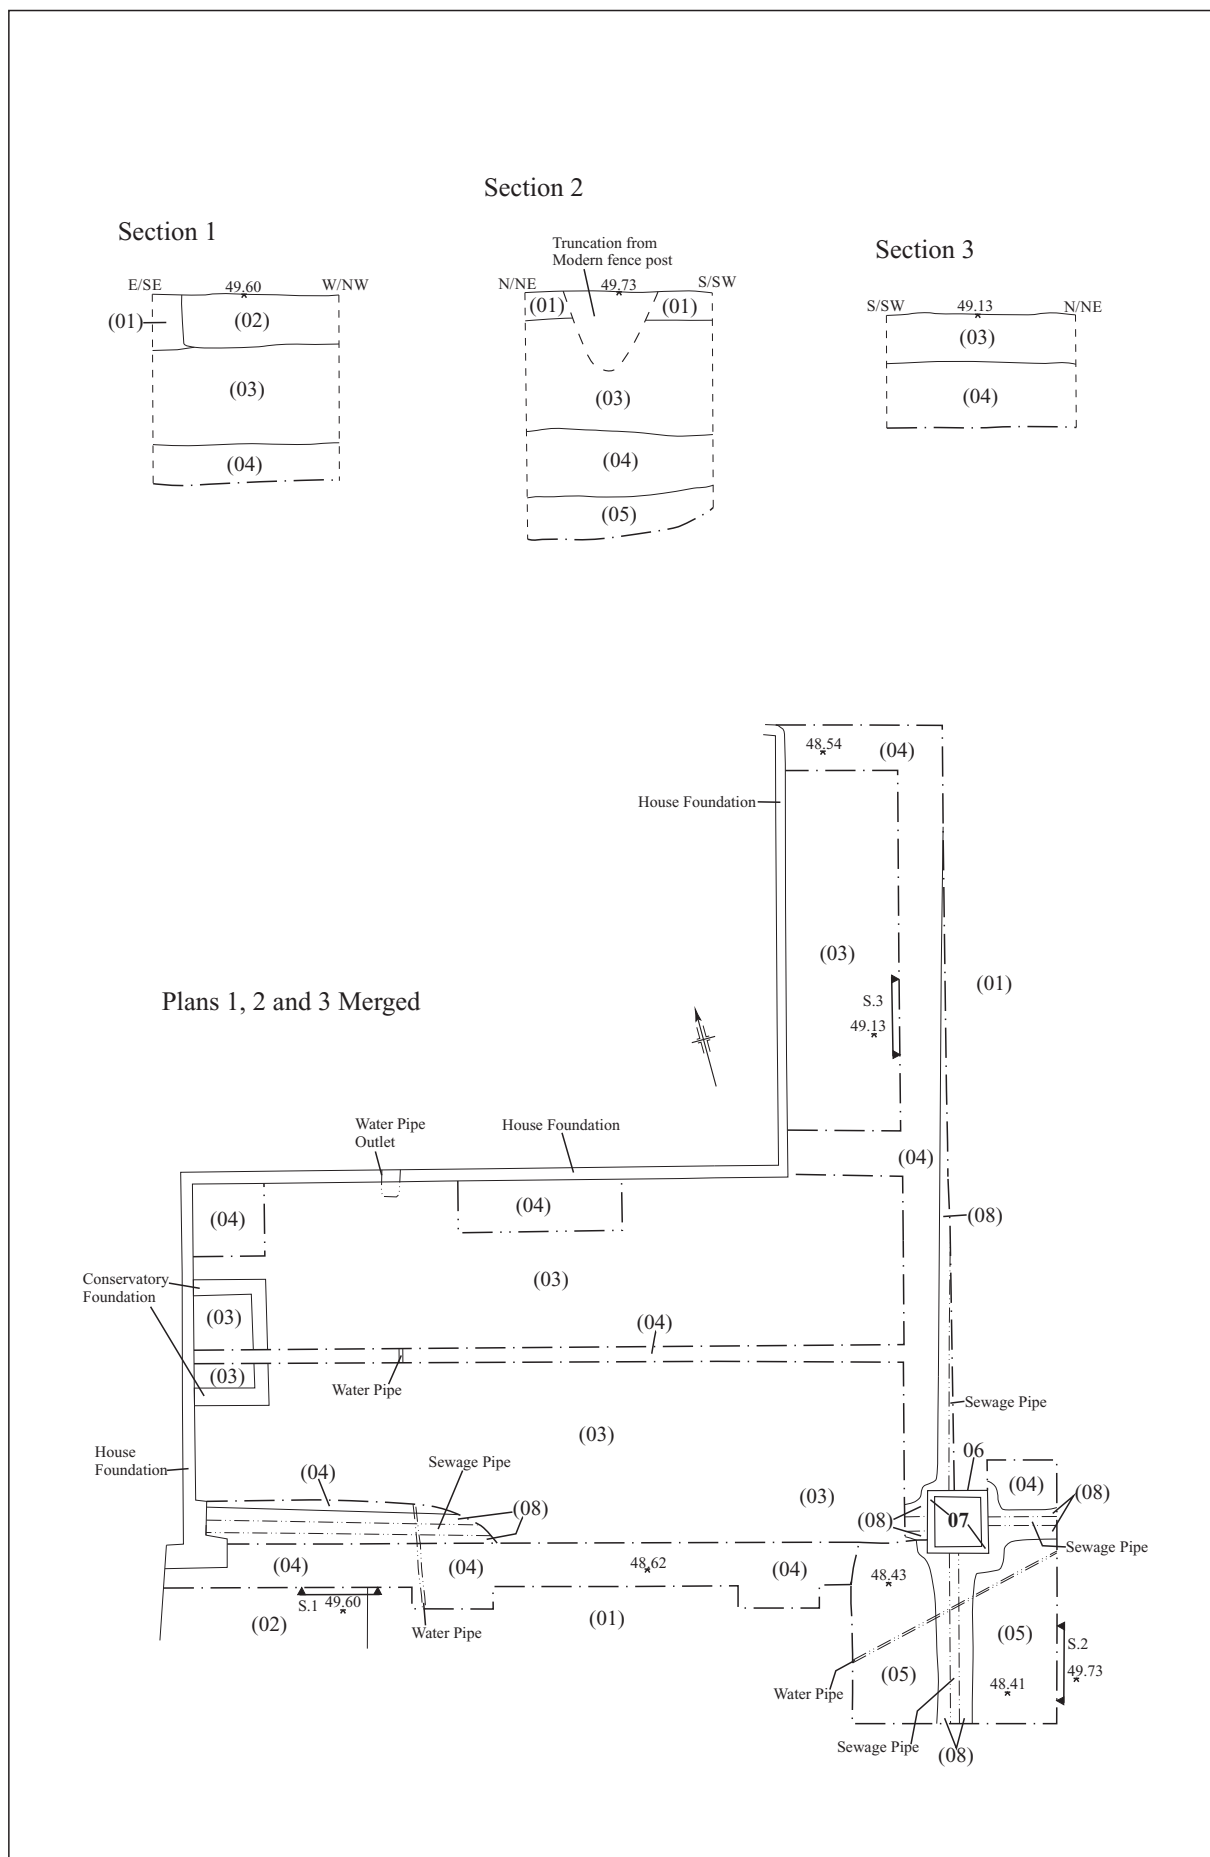 Section 1
E/SE
49.60
W/NW
(01)
(02)
(03)
(04)
Section 2
Truncation from
Modern fence post
N/NE
49.73
S/SW
(01)
(01)
(03)
(04)
(05)
Section 3
S/SW
49.13
N/NE
(03)
(04)
Plans 1, 2 and 3 Merged
48.54
(04)
House Foundation
(03)
(01)
S.3
49.13
Water Pipe
Outlet
House Foundation
(04)
(04)
(04)
(08)
Conservatory
Foundation
(03)
(03)
(04)
(03)
Water Pipe
Sewage Pipe
House
Foundation
(03)
(04)
Sewage Pipe
(08)
(03)
06
(04)
(08)
(08)
07
Sewage Pipe
(04)
(04)
48.62
(04)
48.43
S.1
49.60
(02)
Water Pipe
(01)
(05)
S.2
(05)
48.41
49.73
Water Pipe
Sewage Pipe
(08)